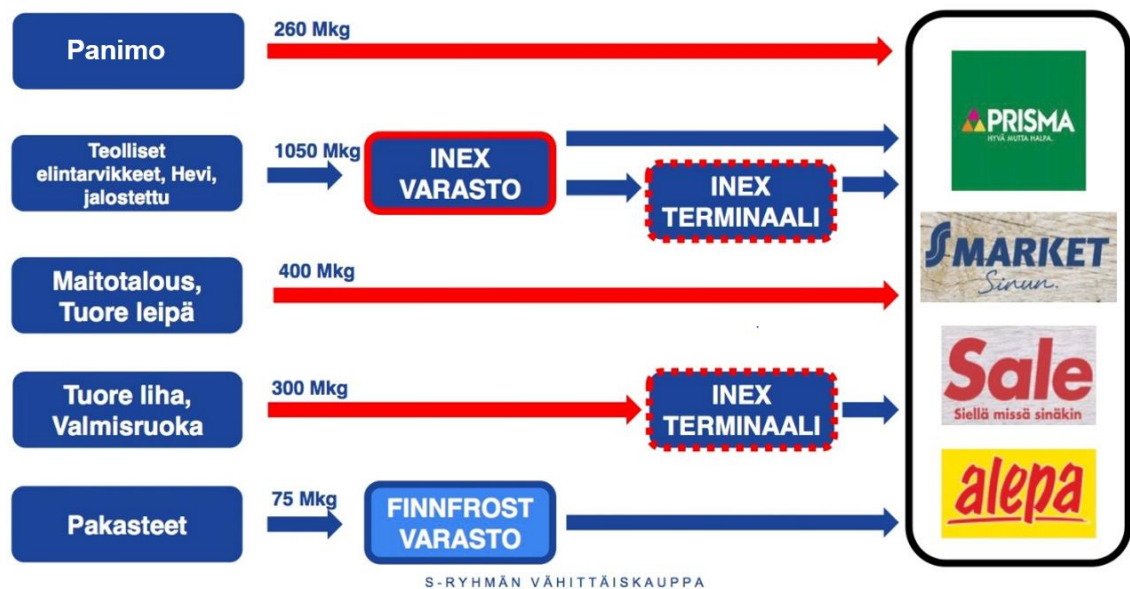 Panimo
260 Mkg
Teolliset
elintarvikkeet, Hevi,
jalostettu
1050 Mkg
INEX
VARASTO
INEX
TERMINAALI
Maitotalous,
Tuore leipä
400 Mkg
Tuore liha,
Valmisruoka
300 Mkg
INEX
TERMINAALI
Pakasteet
75 Mkg
FINNFROST
VARASTO
PRISMA
HYVÄ MUTTA HALPA.
S MARKET
Sinun.
Sale
Siellä missä sinäkin
alepa
S-RYHMÄN VÄHITTÄISKAUPPA